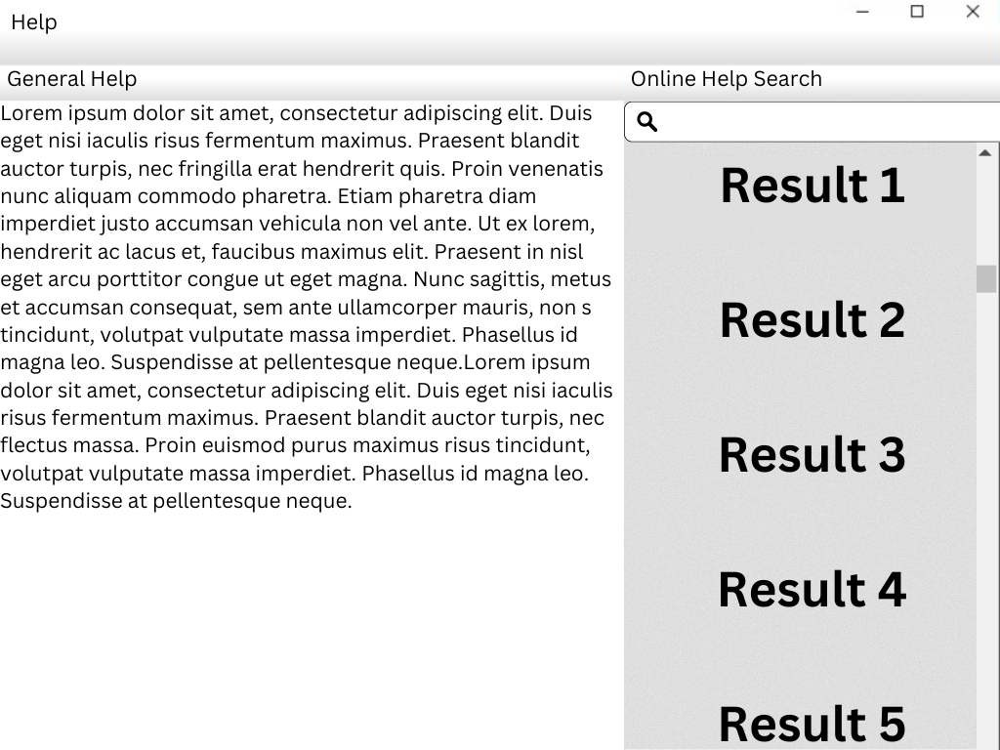 Help
General Help
Lorem ipsum dolor sit amet, consectetur adipiscing elit. Duis
eget nisi iaculis risus fermentum maximus. Praesent blandit
auctor turpis, nec fringilla erat hendrerit quis. Proin venenatis
nunc aliquam commodo pharetra. Etiam pharetra diam
imperdiet justo accumsan vehicula non vel ante. Ut ex lorem,
hendrerit ac lacus et, faucibus maximus elit. Praesent in nisl
eget arcu porttitor congue ut eget magna. Nunc sagittis, metus
et accumsan consequat, sem ante ullamcorper mauris, non s
tincidunt, volutpat vulputate massa imperdiet. Phasellus id
magna leo. Suspendisse at pellentesque neque.Lorem ipsum
dolor sit amet, consectetur adipiscing elit. Duis eget nisi iaculis
risus fermentum maximus. Praesent blandit auctor turpis, nec
flectus massa. Proin euismod purus maximus risus tincidunt,
volutpat vulputate massa imperdiet. Phasellus id magna leo.
Suspendisse at pellentesque neque.
Online Help Search
Result 1
Result 2
Result 3
Result 4
Result 5